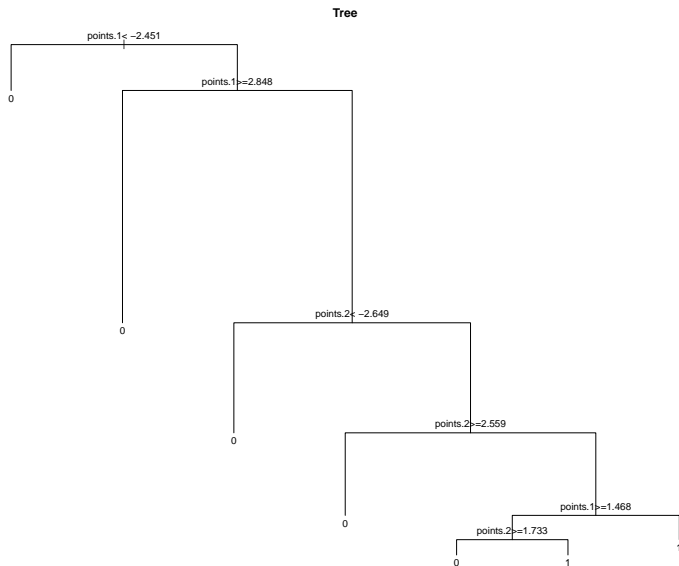 Tree
points.1< −2.451
0
points.1>=2.848
0
points.2< −2.649
0
points.2>=2.559
0
points.1>=1.468
points.2>=1.733
0
1
1